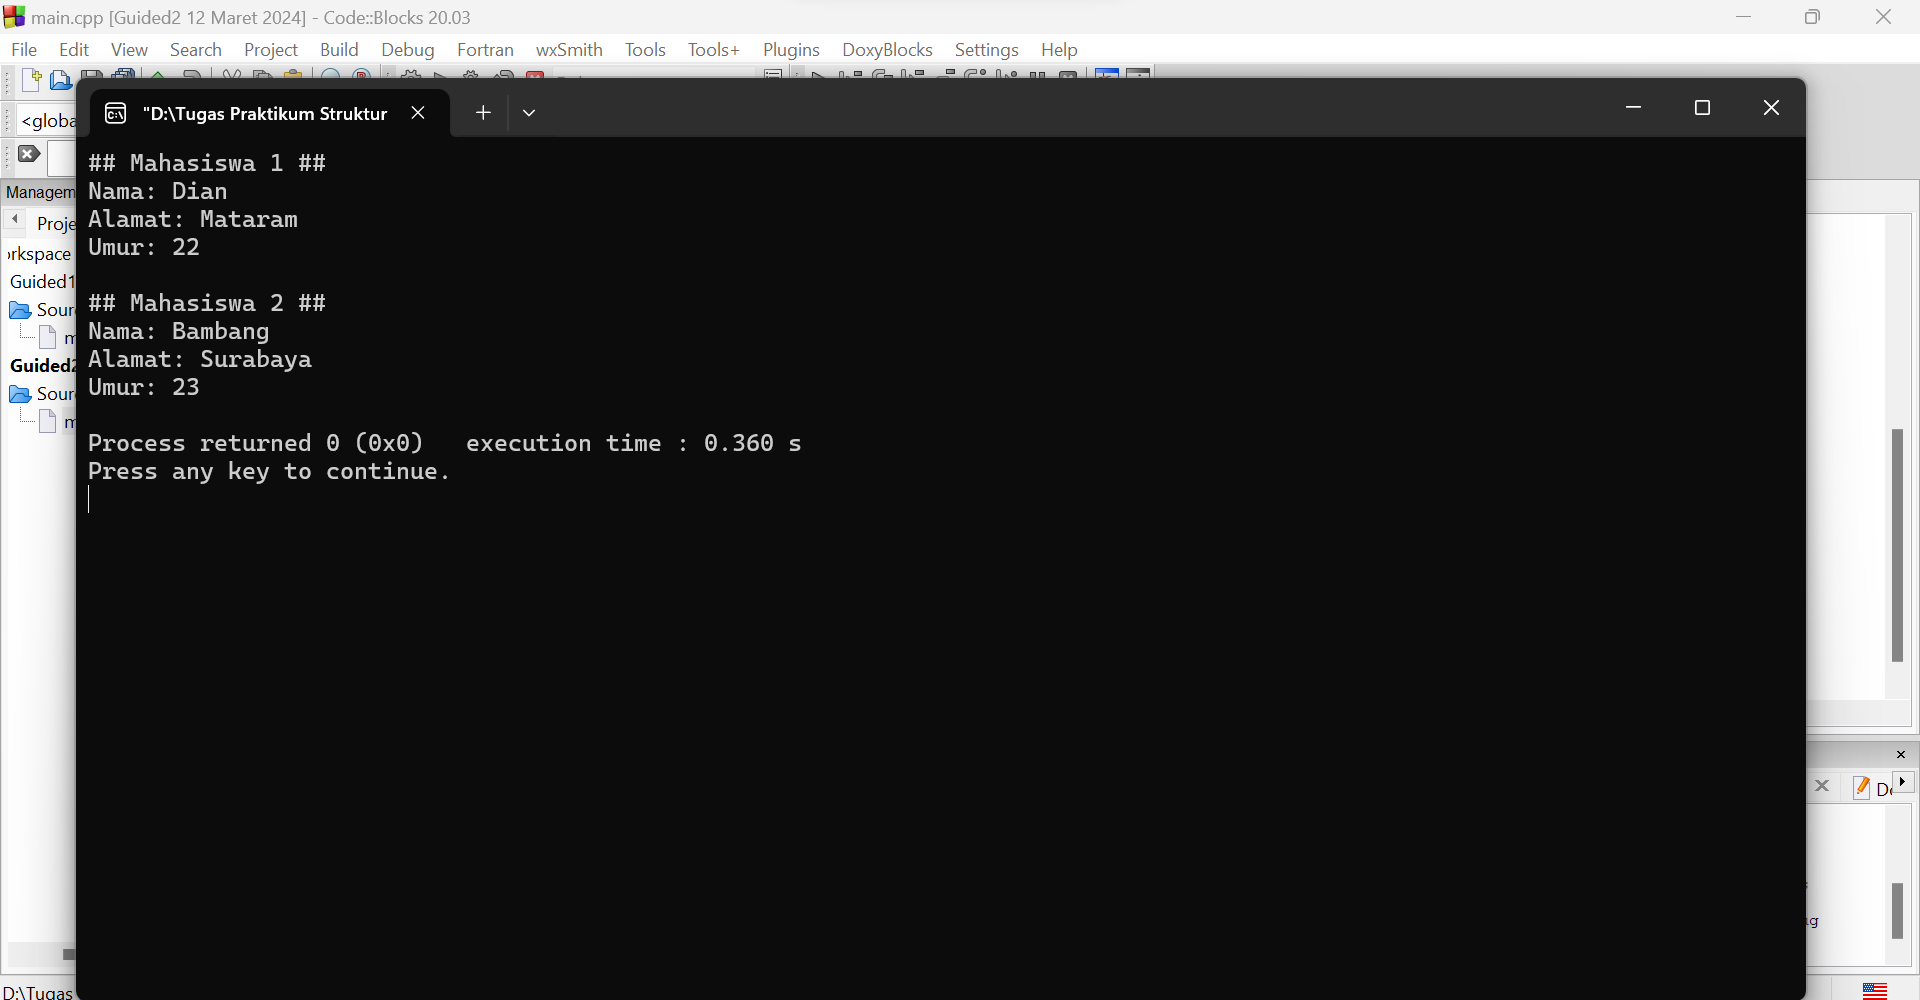 main.cpp [Guided2 12 Maret 2024] - Code::Blocks 20.03
File Edit View Search Project Build Debug Fortran wxSmith Tools Tools+ Plugins DoxyBlocks Settings Help
"D:\Tugas Praktikum Struktur
<globa
Managem
Proje
rkspace
Guided1
Sour
m
Guided2
Sour
m
## Mahasiswa 1 ##
Nama: Dian
Alamat: Mataram
Umur: 22
## Mahasiswa 2 ##
Nama: Bambang
Alamat: Surabaya
Umur: 23
Process returned 0 (0x0)   execution time : 0.360 s
Press any key to continue.
D:\Tugas